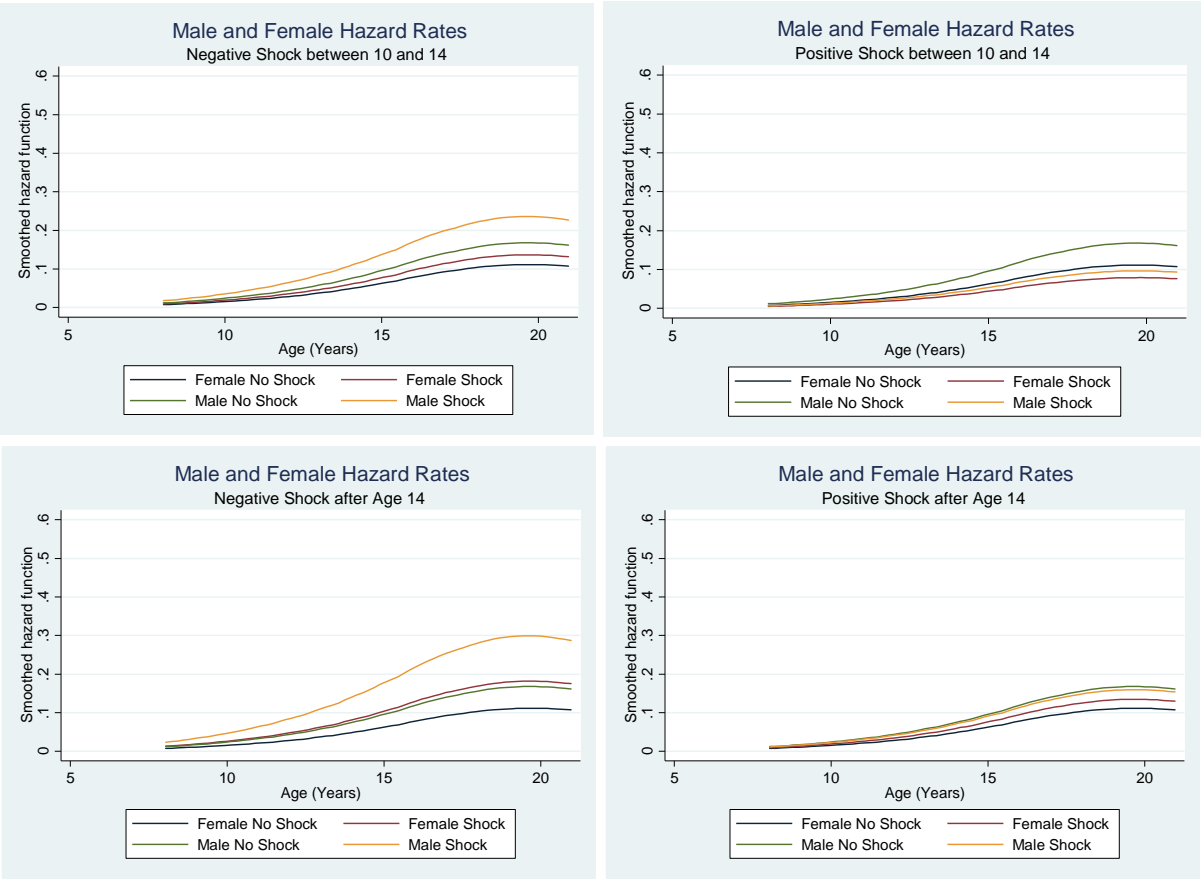 Male and Female Hazard Rates
Negative Shock between 10 and 14
Smoothed hazard function
.6
.5
.4
.3
.2
.1
0
5 10 15 20
Age (Years)
Female No Shock Female Shock
Male No Shock Male Shock
Male and Female Hazard Rates
Positive Shock between 10 and 14
Smoothed hazard function
.6
.5
.4
.3
.2
.1
0
5 10 15 20
Age (Years)
Female No Shock Female Shock
Male No Shock Male Shock
Male and Female Hazard Rates
Negative Shock after Age 14
Smoothed hazard function
.6
.5
.4
.3
.2
.1
0
5 10 15 20
Age (Years)
Female No Shock Female Shock
Male No Shock Male Shock
Male and Female Hazard Rates
Positive Shock after Age 14
Smoothed hazard function
.6
.5
.4
.3
.2
.1
0
5 10 15 20
Age (Years)
Female No Shock Female Shock
Male No Shock Male Shock